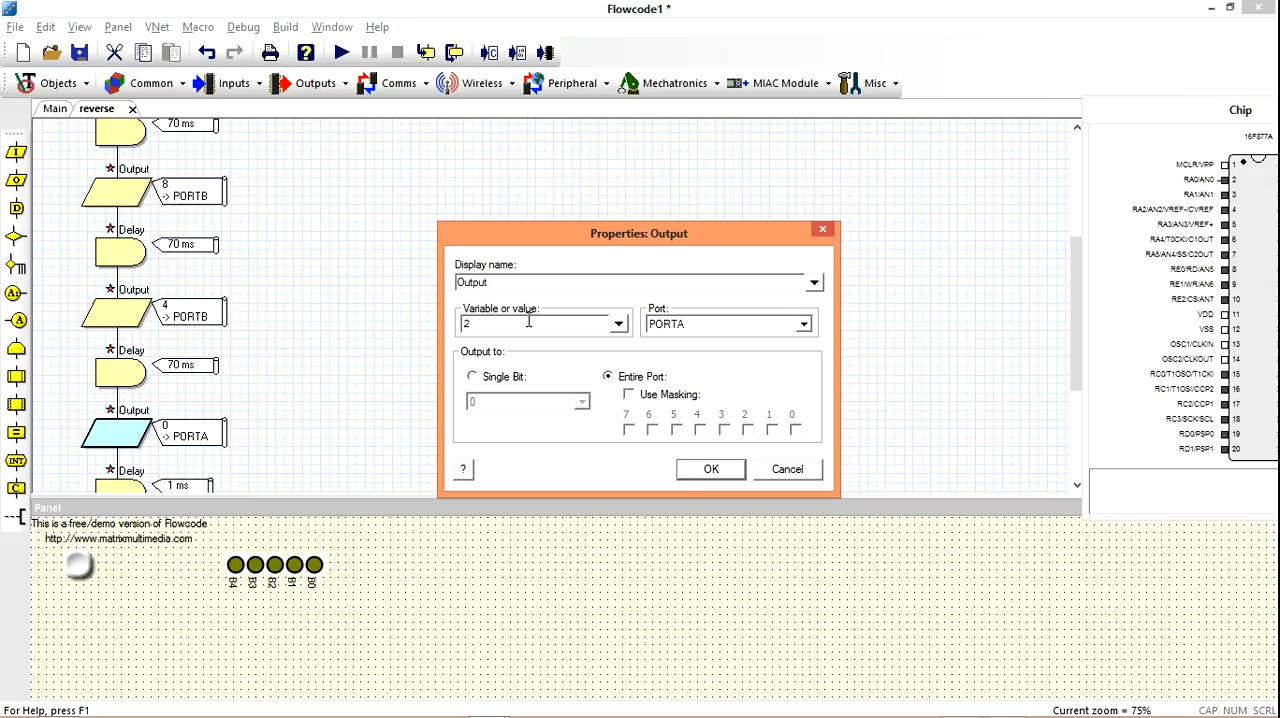 Flowcode1 *
File Edit View VNet Panel Macro Debug Build Window Help
Objects Common Inputs Outputs Comms Wireless Peripheral Mechatronics MIAC Module Misc
Main reverse
70 ms
Output
8
-> PORTB
Delay
70 ms
Output
4
-> PORTB
Delay
70 ms
Output
0
-> PORTA
Delay
1 ms
Properties: Output
Display name:
Output
Variable or value:
2
Port:
PORTA
Output to:
Single Bit:
0
Entire Port:
Use Masking:
7 6 5 4 3 2 1 0
?
OK
Cancel
Chip
16F877A
MCLR/VPP 1
RA0/AN0 2
RA1/AN1 3
RA2/AN2/VREF-/CVREF 4
RA3/AN3/VREF+ 5
RA4/T0CKI/C1OUT 6
RA5/AN4/SS/C2OUT 7
RE0/RD/AN5 8
RE1/WR/AN6 9
RE2/CS/AN7 10
VDD 11
VSS 12
OSC1/CLKIN 13
OSC2/CLKOUT 14
RC0/T1OSO/T1CKI 15
RC1/T1OSI/CCP2 16
RC2/CCP1 17
RC3/SCK/SCL 18
RD0/PSP0 19
RD1/PSP1 20
Panel
This is a free/demo version of Flowcode
http://www.matrixmultimedia.com
B4 B3 B2 B1 B0
For Help, press F1
Current zoom = 75%
CAP NUM SCRL